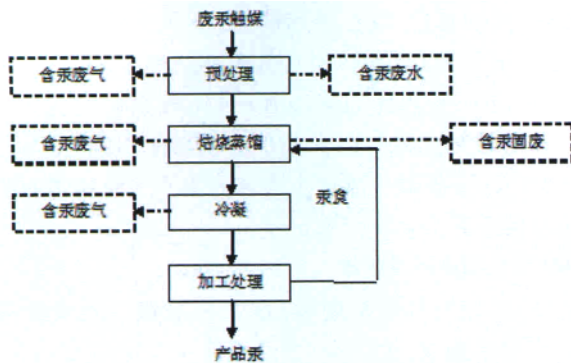 废汞触媒
含汞废气
预处理
含汞废水
含汞废气
焙烧蒸馏
含汞固废
含汞废气
冷凝
汞炱
加工处理
产品汞